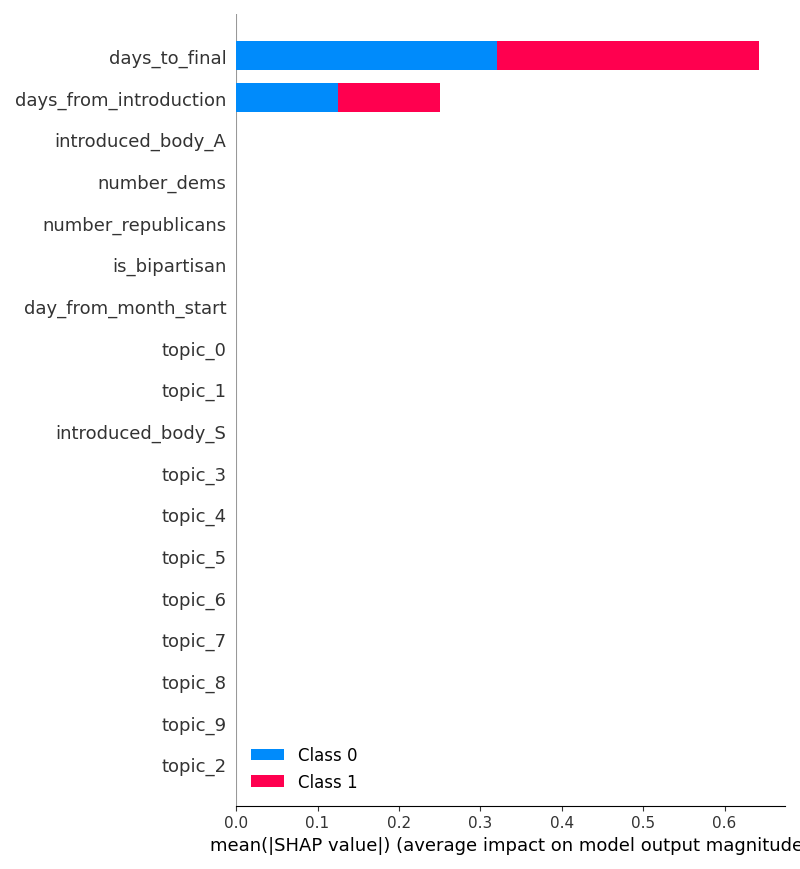 days_to_final
days_from_introduction
introduced_body_A
number_dems
number_republicans
is_bipartisan
day_from_month_start
topic_0
topic_1
introduced_body_S
topic_3
topic_4
topic_5
topic_6
topic_7
topic_8
topic_9
topic_2
Class 0
Class 1
0.0 0.1 0.2 0.3 0.4 0.5 0.6
mean(|SHAP value|) (average impact on model output magnitude